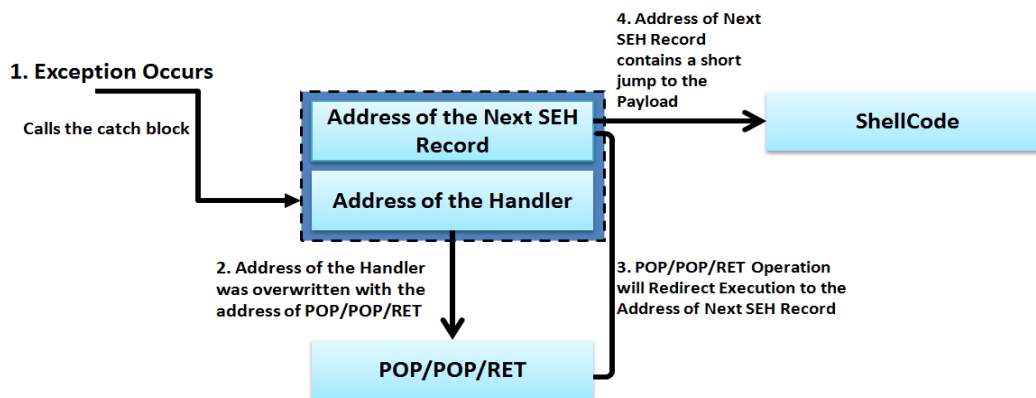 1. Exception Occurs
Calls the catch block
Address of the Next SEH
Record
Address of the Handler
2. Address of the Handler
was overwritten with the
address of POP/POP/RET
POP/POP/RET
3. POP/POP/RET Operation
will Redirect Execution to the
Address of Next SEH Record
4. Address of Next
SEH Record
contains a short
jump to the
Payload
ShellCode